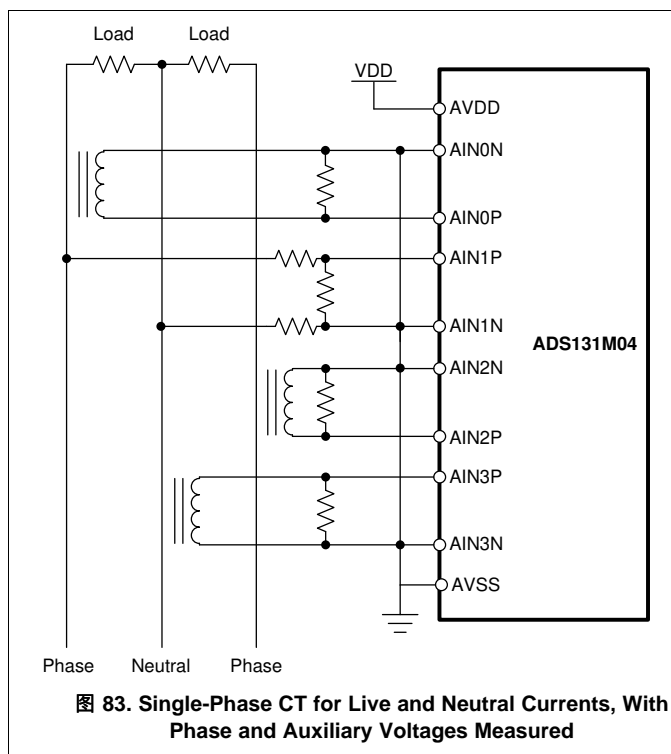 Load Load
VDD
AVDD
AIN0N
AIN0P
AIN1P
AIN1N
ADS131M04
AIN2N
AIN2P
AIN3P
AIN3N
AVSS
Phase Neutral Phase
图 83. Single-Phase CT for Live and Neutral Currents, With
Phase and Auxiliary Voltages Measured